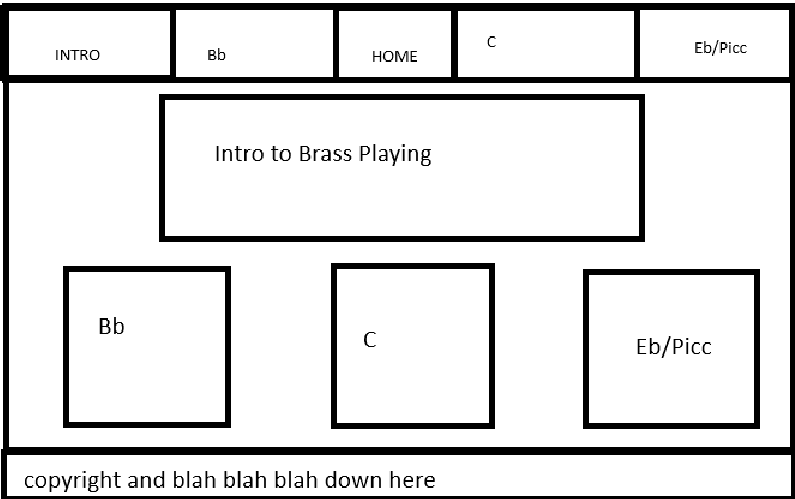 INTRO
Bb
HOME
C
Eb/Picc
Intro to Brass Playing
Bb
C
Eb/Picc
copyright and blah blah blah down here